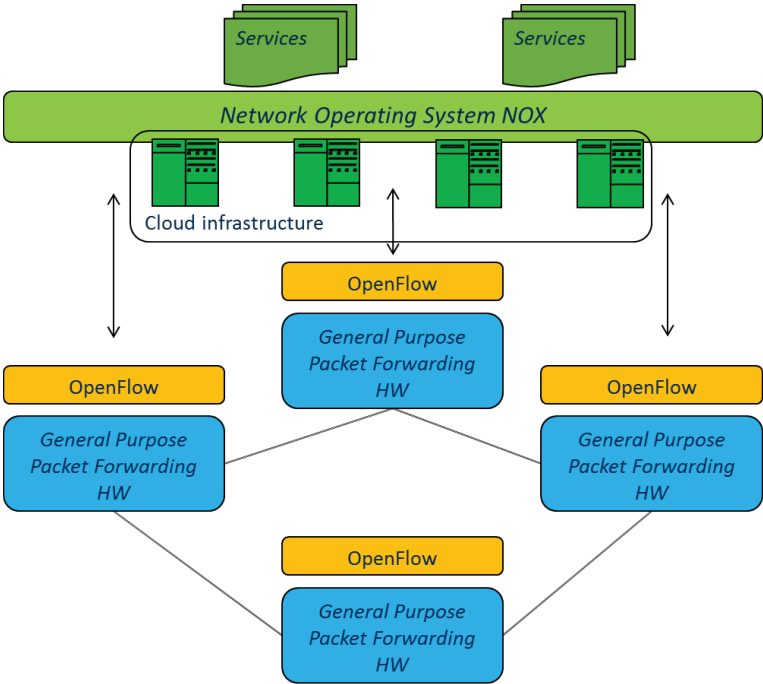 Services
Services
Network Operating System NOX
Cloud infrastructure
OpenFlow
General Purpose
Packet Forwarding
HW
OpenFlow
General Purpose
Packet Forwarding
HW
OpenFlow
General Purpose
Packet Forwarding
HW
OpenFlow
General Purpose
Packet Forwarding
HW